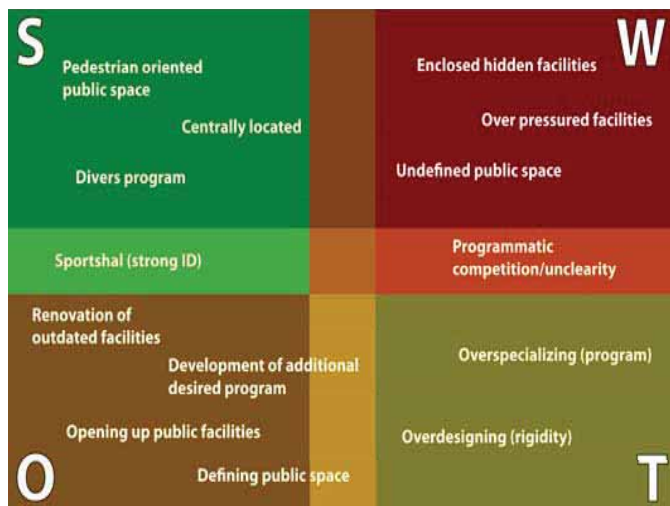 S
Pedestrian oriented
public space
Centrally located
Divers program
W
Enclosed hidden facilities
Over pressured facilities
Undefined public space
Sportshal (strong ID)
Programmatic
competition/unclearity
Renovation of
outdated facilities
Development of additional
desired program
Opening up public facilities
Defining public space
O
Overspecializing (program)
Overdesigning (rigidity)
T